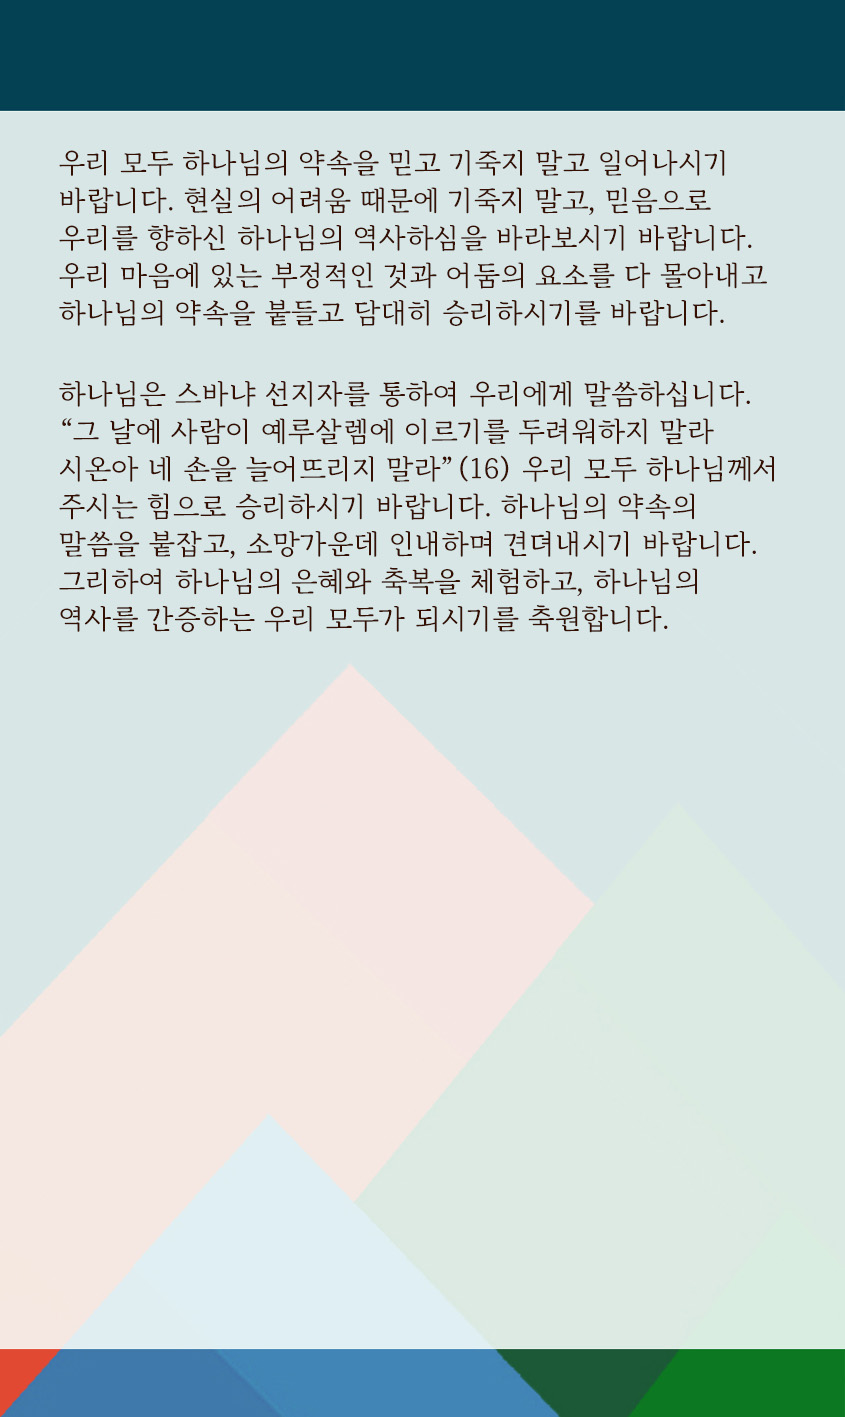 우리 모두 하나님의 약속을 믿고 기죽지 말고 일어나시기
바랍니다. 현실의 어려움 때문에 기죽지 말고, 믿음으로
우리를 향하신 하나님의 역사하심을 바라보시기 바랍니다.
우리 마음에 있는 부정적인 것과 어둠의 요소를 다 몰아내고
하나님의 약속을 붙들고 담대히 승리하시기를 바랍니다.
하나님은 스바냐 선지자를 통하여 우리에게 말씀하십니다.
“그 날에 사람이 예루살렘에 이르기를 두려워하지 말라
시온아 네 손을 늘어뜨리지 말라” (16) 우리 모두 하나님께서
주시는 힘으로 승리하시기 바랍니다. 하나님의 약속의
말씀을 붙잡고, 소망가운데 인내하며 견뎌내시기 바랍니다.
그리하여 하나님의 은혜와 축복을 체험하고, 하나님의
역사를 간증하는 우리 모두가 되시기를 축원합니다.